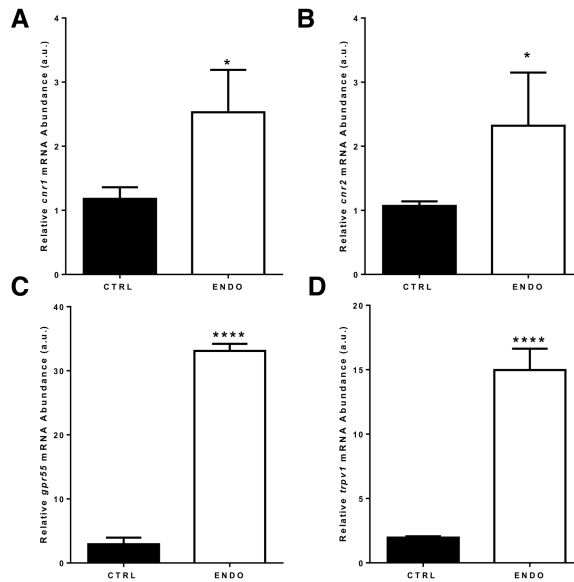 A
Relative cnr1 mRNA Abundance (a.u.)
4
3
2
1
0
*
CTRL
ENDO
B
Relative cnr2 mRNA Abundance (a.u.)
4
3
2
1
0
*
CTRL
ENDO
C
Relative gpr55 mRNA Abundance (a.u.)
40
30
20
10
0
****
CTRL
ENDO
D
Relative trpv1 mRNA Abundance (a.u.)
20
15
10
5
0
****
CTRL
ENDO